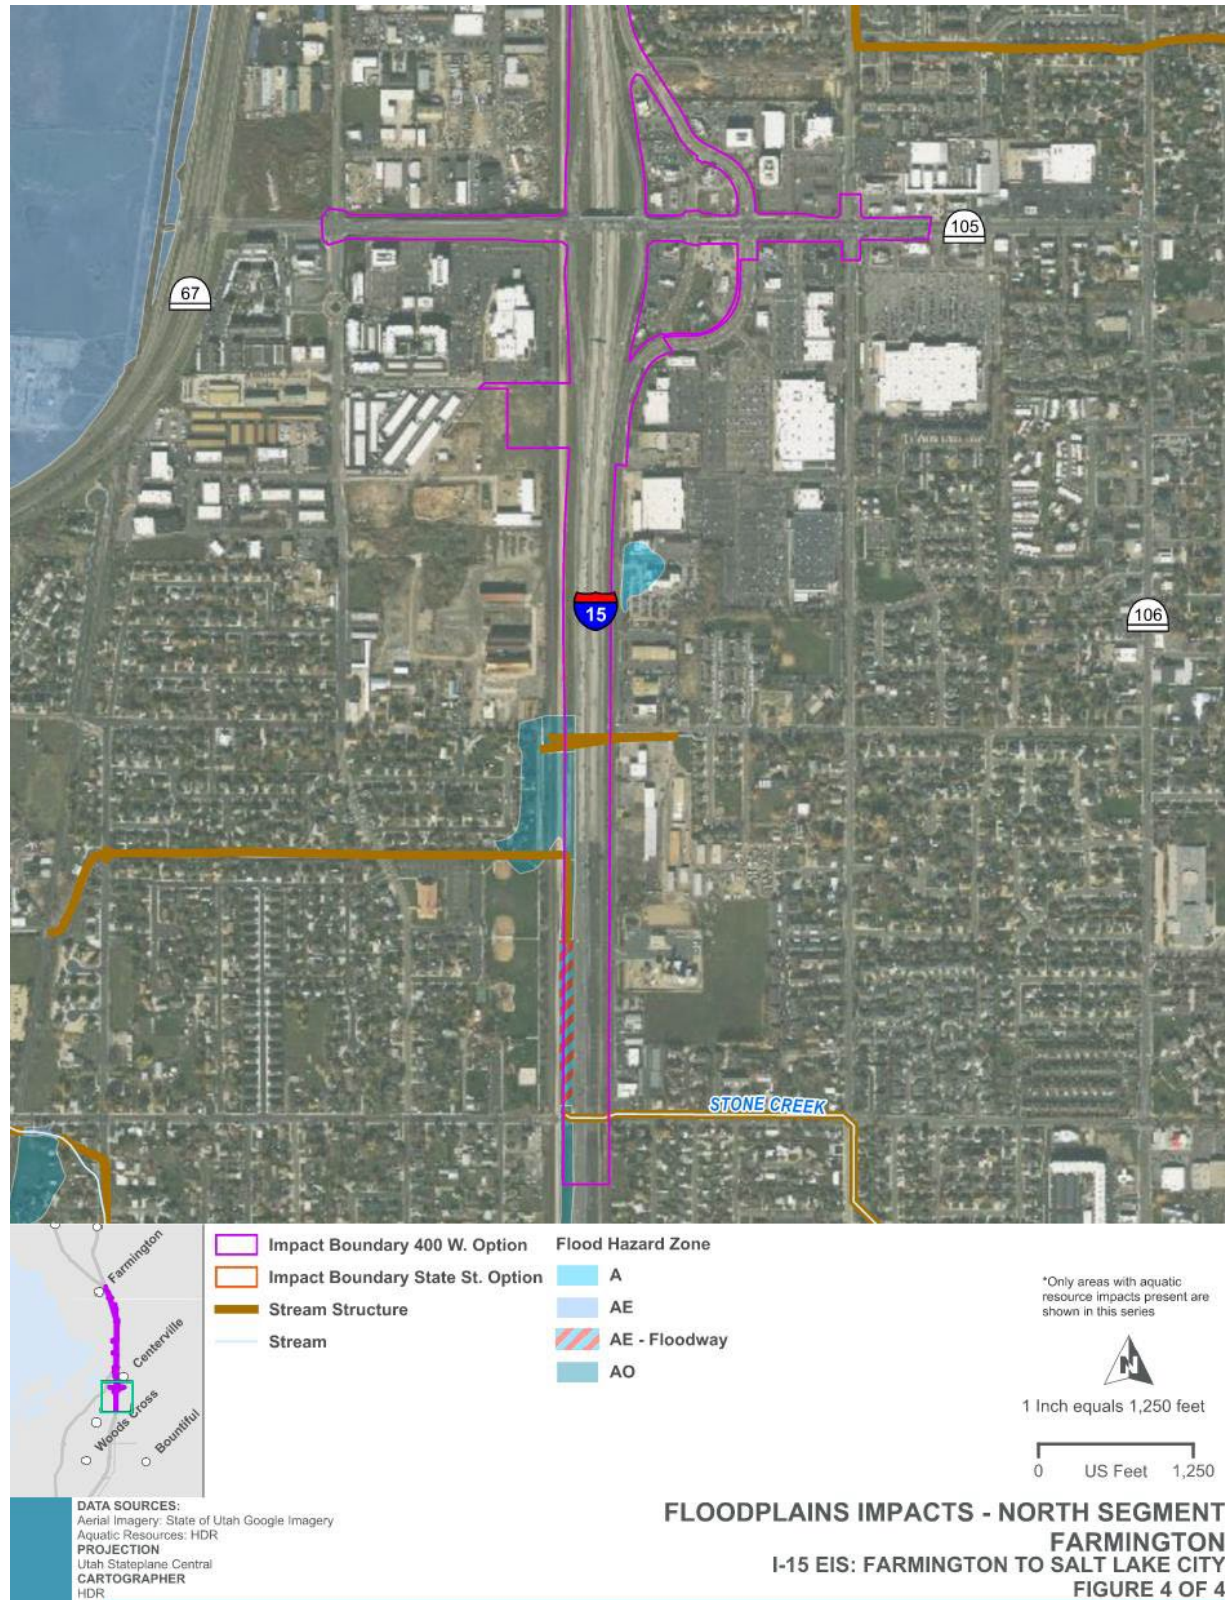 105
67
15
106
STONE CREEK
Farmington
Centerville
Woods Cross
Bountiful
Impact Boundary 400 W. Option
Impact Boundary State St. Option
Stream Structure
Stream
Flood Hazard Zone
A
AE
AE - Floodway
AO
*Only areas with aquatic
resource impacts present are
shown in this series
N
1 Inch equals 1,250 feet
0 US Feet 1,250
DATA SOURCES:
Aerial Imagery: State of Utah Google Imagery
Aquatic Resources: HDR
PROJECTION
Utah Stateplane Central
CARTOGRAPHER
HDR
FLOODPLAINS IMPACTS - NORTH SEGMENT
FARMINGTON
I-15 EIS: FARMINGTON TO SALT LAKE CITY
FIGURE 4 OF 4